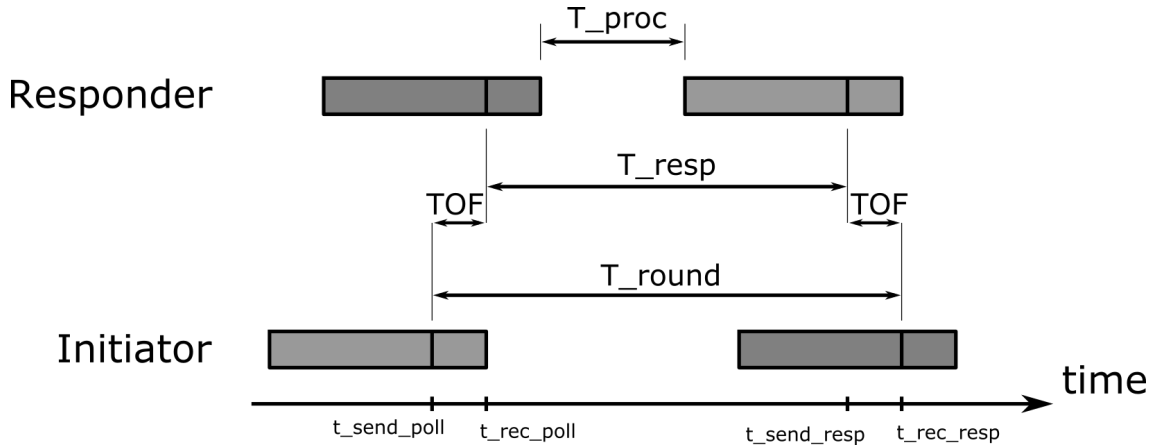 T_proc
Responder
T_resp
TOF
TOF
T_round
Initiator
time
t_send_poll
t_rec_poll
t_send_resp
t_rec_resp